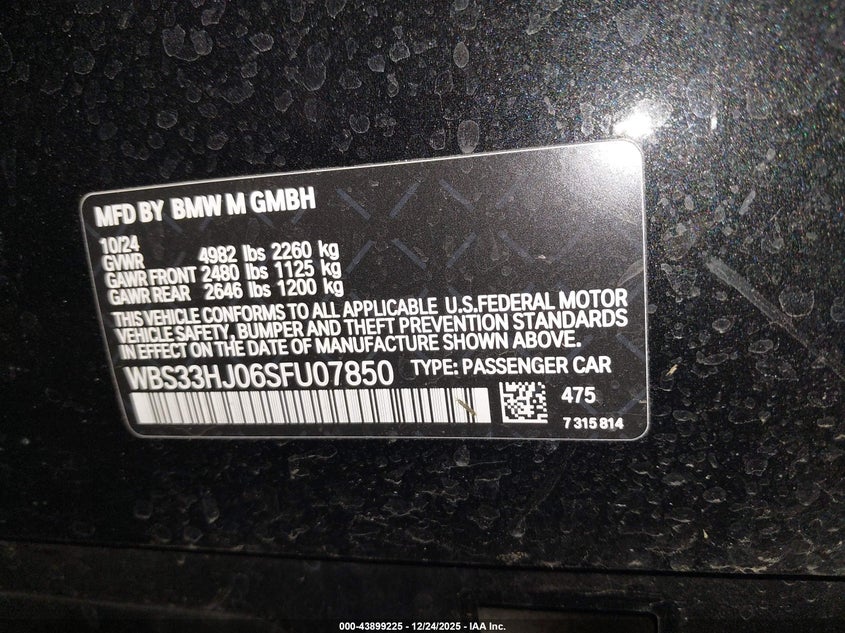 MFD BY BMW M GMBH
10/24
GVWR 4982 lbs 2260 kg
GAWR FRONT 2480 lbs 1125 kg
GAWR REAR 2646 lbs 1200 kg
THIS VEHICLE CONFORMS TO ALL APPLICABLE U.S.FEDERAL MOTOR
VEHICLE SAFETY, BUMPER AND THEFT PREVENTION STANDARDS
IN EFFECT ON THE DATE OF MANUFACTURE SHOWN ABOVE.
WBS33HJ06SFU07850 TYPE: PASSENGER CAR
475
7 315 814
000-43899225 - 12/24/2025 - IAA Inc.